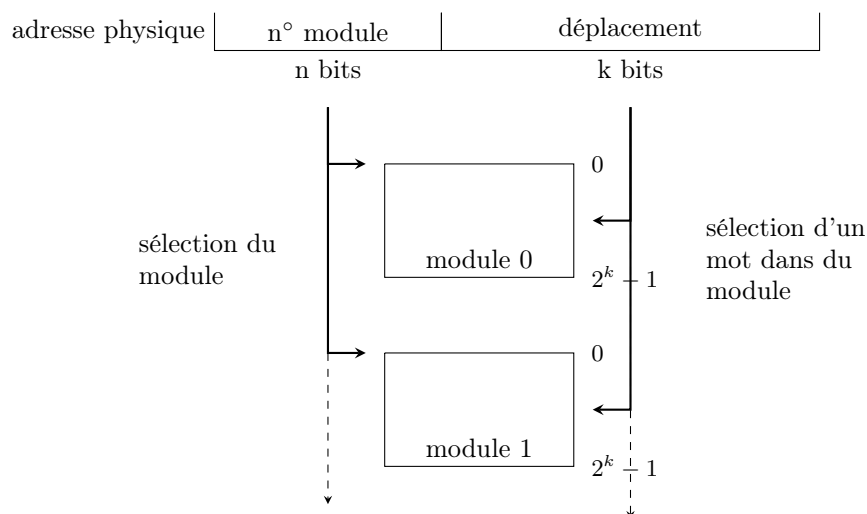 adresse physique
n° module
déplacement
n bits
k bits
0
sélection du
module
module 0
2^k − 1
sélection d'un
mot dans du
module
0
module 1
2^k − 1